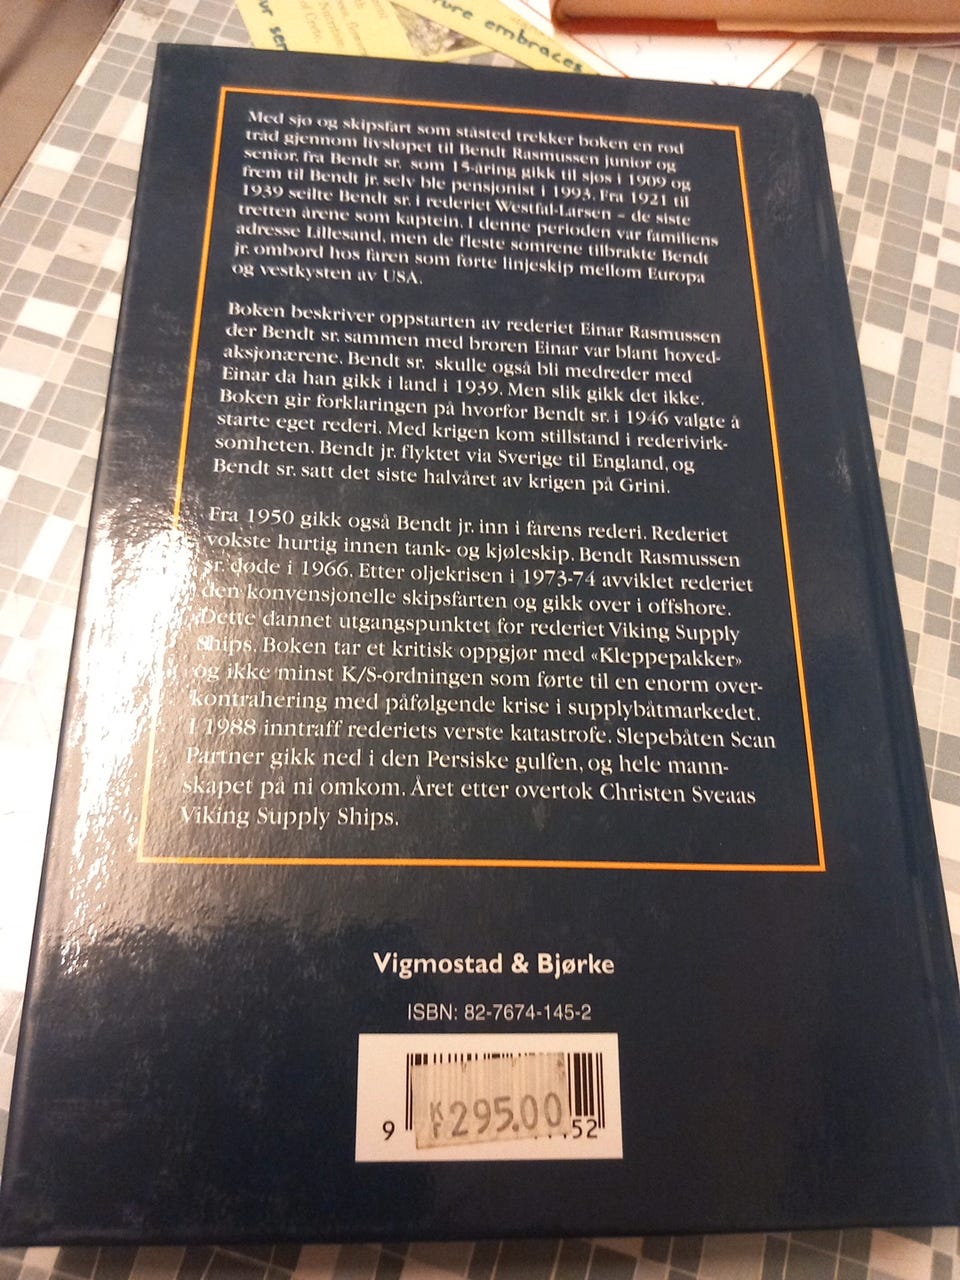 ure embraces
ur sen
Med sjø og skipsfart som ståsted trekker boken en rød
tråd gjennom livsløpet til Bendt Rasmussen junior og
senior, fra Bendt sr. som 15-åring gikk til sjøs i 1909 og
frem til Bendt jr. selv ble pensjonist i 1993. Fra 1921 til
1939 seilte Bendt sr. i rederiet Westfal-Larsen – de siste
tretten årene som kaptein. I denne perioden var familiens
adresse Lillesand, men de fleste somrene tilbrakte Bendt
jr. ombord hos faren som førte linjeskip mellom Europa
og vestkysten av USA.
Boken beskriver oppstarten av rederiet Einar Rasmussen
der Bendt sr. sammen med broren Einar var blant hoved-
aksjonærene. Bendt sr. skulle også bli medreder med
Einar da han gikk i land i 1939. Men slik gikk det ikke.
Boken gir forklaringen på hvorfor Bendt sr. i 1946 valgte å
starte eget rederi. Med krigen kom stillstand i rederivirk-
somheten. Bendt jr. flyktet via Sverige til England, og
Bendt sr. satt det siste halvåret av krigen på Grini.
Fra 1950 gikk også Bendt jr. inn i farens rederi. Rederiet
vokste hurtig innen tank- og kjøleskip. Bendt Rasmussen
sr. døde i 1966. Etter oljekrisen i 1973-74 avviklet rederiet
den konvensjonelle skipsfarten og gikk over i offshore.
Dette dannet utgangspunktet for rederiet Viking Supply
Ships. Boken tar et kritisk oppgjør med «Kleppepakker»
og ikke minst K/S-ordningen som førte til en enorm over-
kontrahering med påfølgende krise i supplybåtmarkedet.
I 1988 inntraff rederiets verste katastrofe. Slepebåten Scan
Partner gikk ned i den Persiske gulfen, og hele mann-
skapet på ni omkom. Året etter overtok Christen Sveaas
Viking Supply Ships.
Vigmostad & Bjørke
ISBN: 82-7674-145-2
Kr 295.00
9 52